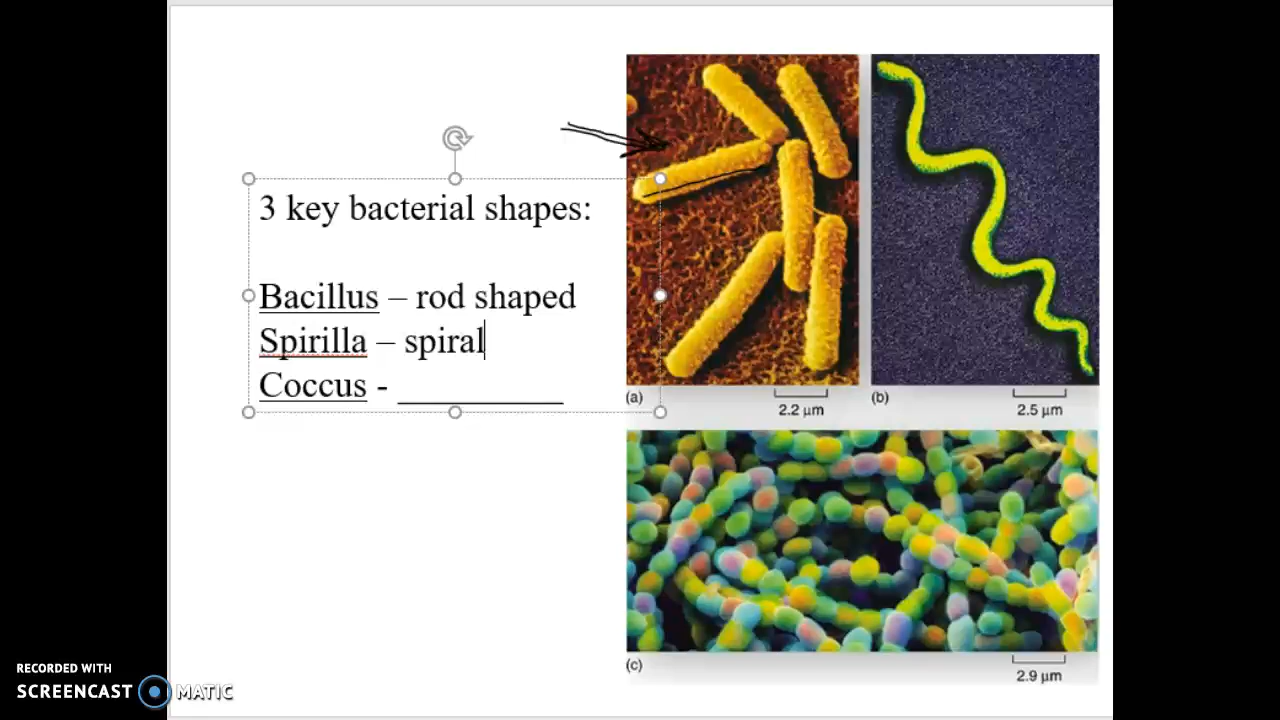 3 key bacterial shapes:
Bacillus – rod shaped
Spirilla – spiral
Coccus - ___________
(a)
2.2 µm
(b)
2.5 µm
(c)
2.9 µm
RECORDED WITH
SCREENCAST MATIC